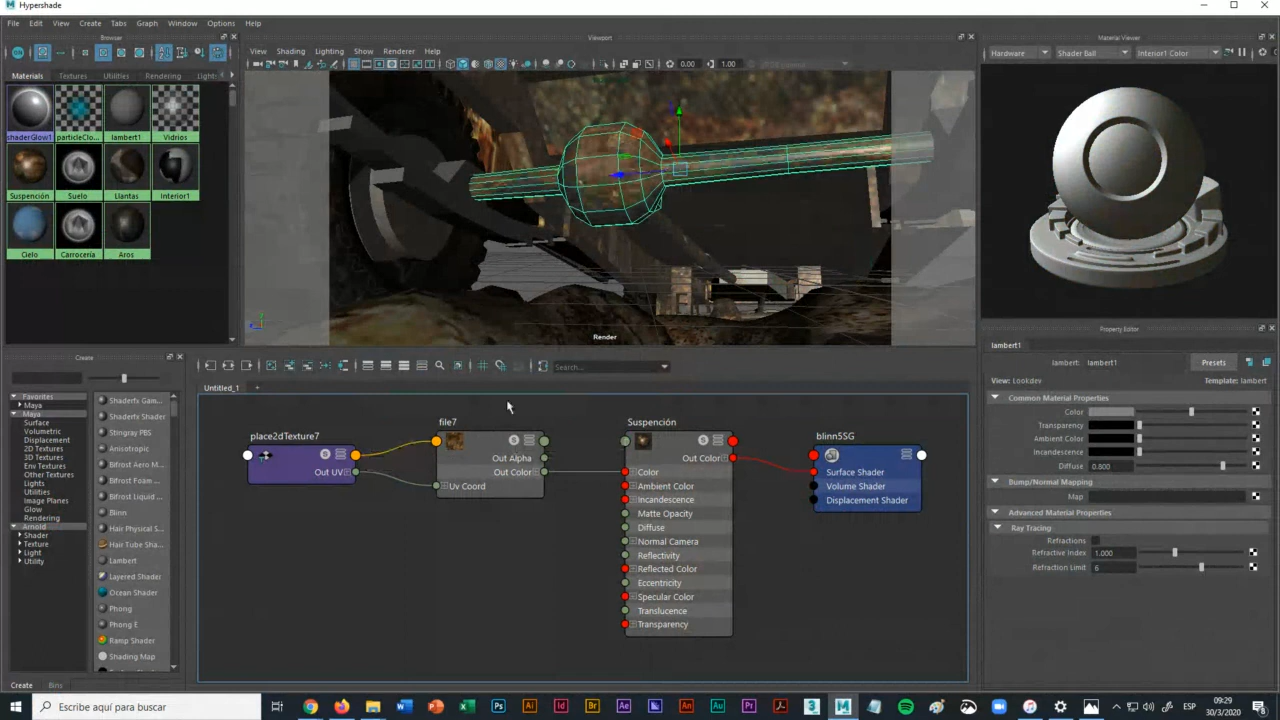 Hypershade
File Edit View Create Tabs Graph Window Options Help
Browser
Viewport
Material Viewer
View Shading Lighting Show Renderer Help
Hardware Shader Ball Interior1 Color
0.00 1.00
Materials Textures Utilities Rendering Light
shaderGlow1 particleClo... lambert1 Vidrios
Suspención Suelo Llantas Interior1
Cielo Carrocería Aros
Render
Create
Search...
Untitled_1 +
Favorites
Maya
Maya
Surface
Volumetric
Displacement
2D Textures
3D Textures
Env Textures
Other Textures
Lights
Utilities
Image Planes
Glow
Rendering
Arnold
Shader
Texture
Light
Utility
Shaderfx Gam...
Shaderfx Shader
Stingray PBS
Anisotropic
Bifrost Aero M...
Bifrost Foam ...
Bifrost Liquid ...
Blinn
Hair Physical S...
Hair Tube Sha...
Lambert
Layered Shader
Ocean Shader
Phong
Phong E
Ramp Shader
Shading Map
Create Bins
place2dTexture7
Out UV
file7
Out Alpha
Out Color
Uv Coord
Suspención
Out Color
Color
Ambient Color
Incandescence
Matte Opacity
Diffuse
Normal Camera
Reflectivity
Reflected Color
Eccentricity
Specular Color
Translucence
Transparency
blinn5SG
Surface Shader
Volume Shader
Displacement Shader
Property Editor
lambert1
lambert: lambert1 Presets
View: Lookdev Template: lambert
Common Material Properties
Color
Transparency
Ambient Color
Incandescence
Diffuse 0.800
Bump/Normal Mapping
Map
Advanced Material Properties
Ray Tracing
Refractions
Refractive Index 1.000
Refraction Limit 6
Escribe aquí para buscar
Ps Ai Id Br Ae An Au Pr 3 M
ESP
09:29
30/3/2020